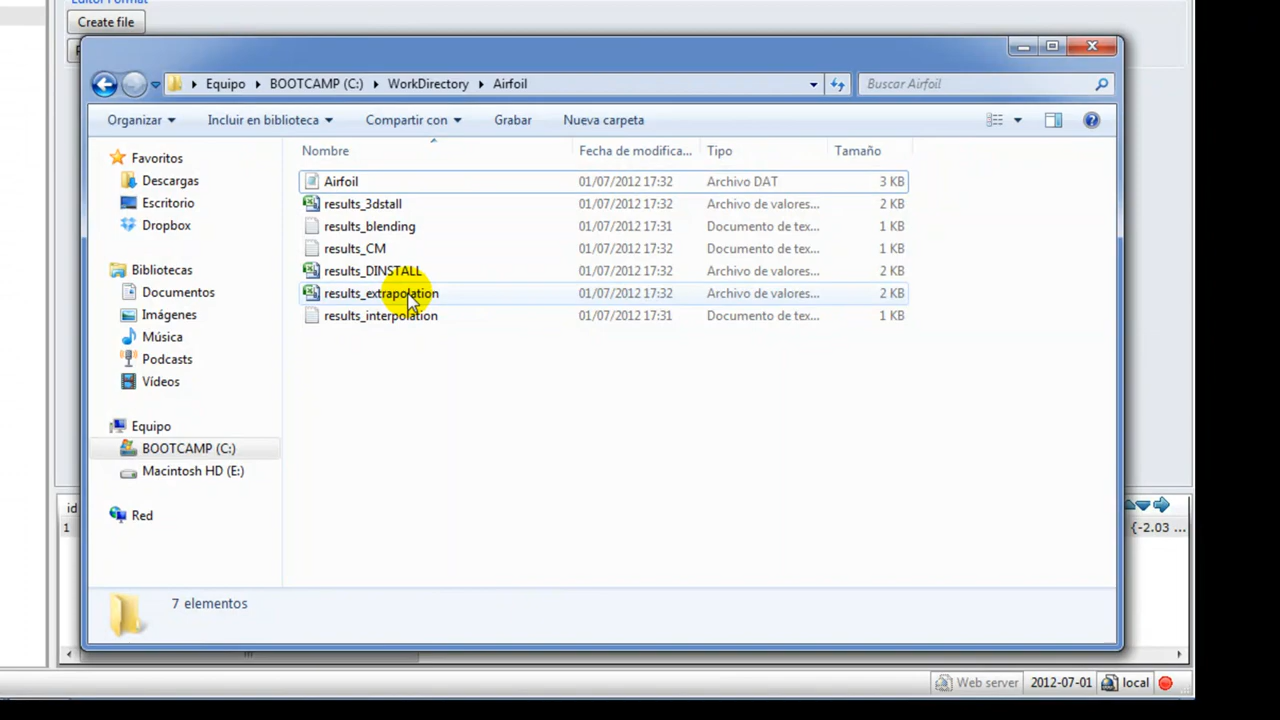 Create file
Equipo BOOTCAMP (C:) WorkDirectory Airfoil
Buscar Airfoil
Organizar Incluir en biblioteca Compartir con Grabar Nueva carpeta
Nombre Fecha de modifica... Tipo Tamaño
Favoritos
Descargas
Escritorio
Dropbox
Bibliotecas
Documentos
Imágenes
Música
Podcasts
Vídeos
Equipo
BOOTCAMP (C:)
Macintosh HD (E:)
Red
Airfoil 01/07/2012 17:32 Archivo DAT 3 KB
results_3dstall 01/07/2012 17:32 Archivo de valores... 2 KB
results_blending 01/07/2012 17:31 Documento de tex... 1 KB
results_CM 01/07/2012 17:32 Documento de tex... 1 KB
results_DINSTALL 01/07/2012 17:32 Archivo de valores... 1 KB
results_extrapolation 01/07/2012 17:32 Archivo de valores... 2 KB
results_interpolation 01/07/2012 17:31 Documento de tex... 1 KB
id
1
{-2.03 ...
7 elementos
Web server 2012-07-01 local